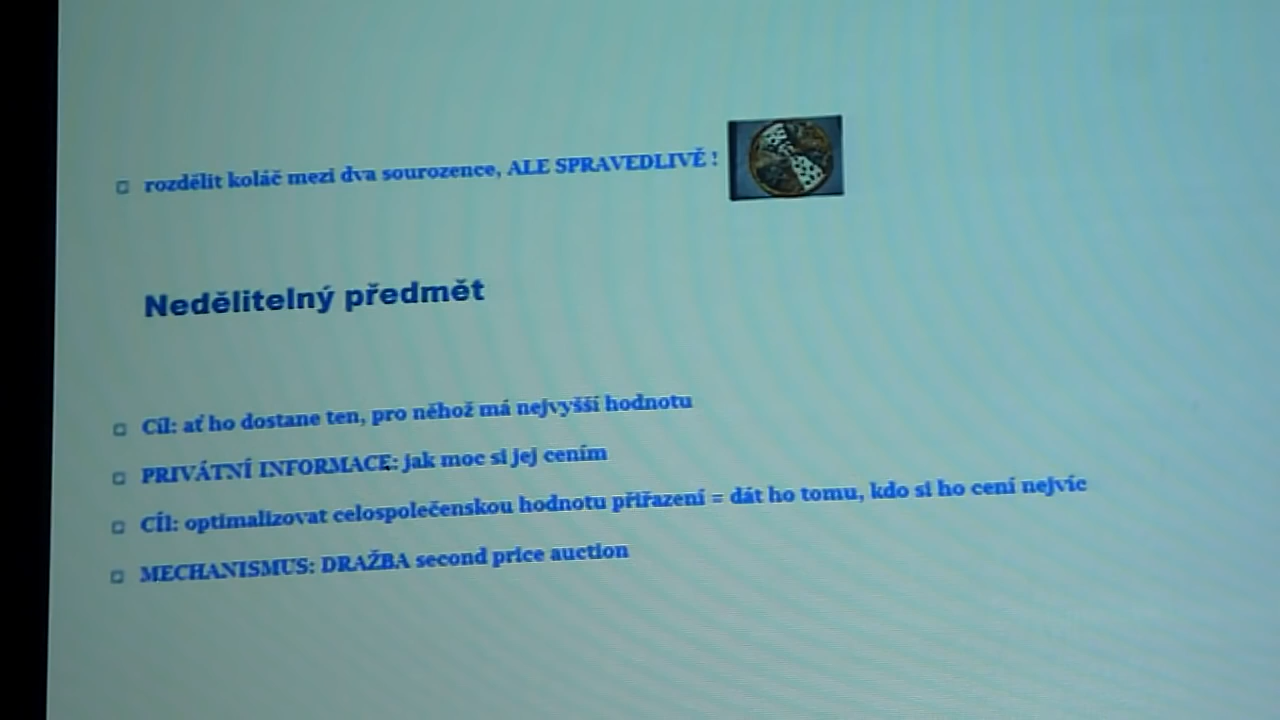 rozdělit koláč mezi dva sourozence, ALE SPRAVEDLIVĚ !
Nedělitelný předmět
Cíl: ať ho dostane ten, pro něhož má nejvyšší hodnotu
PRIVÁTNÍ INFORMACE: jak moc si jej cením
CÍl: optimalizovat celospolečenskou hodnotu přiřazení = dát ho tomu, kdo si ho cení nejvíc
MECHANISMUS: DRAŽBA second price auction